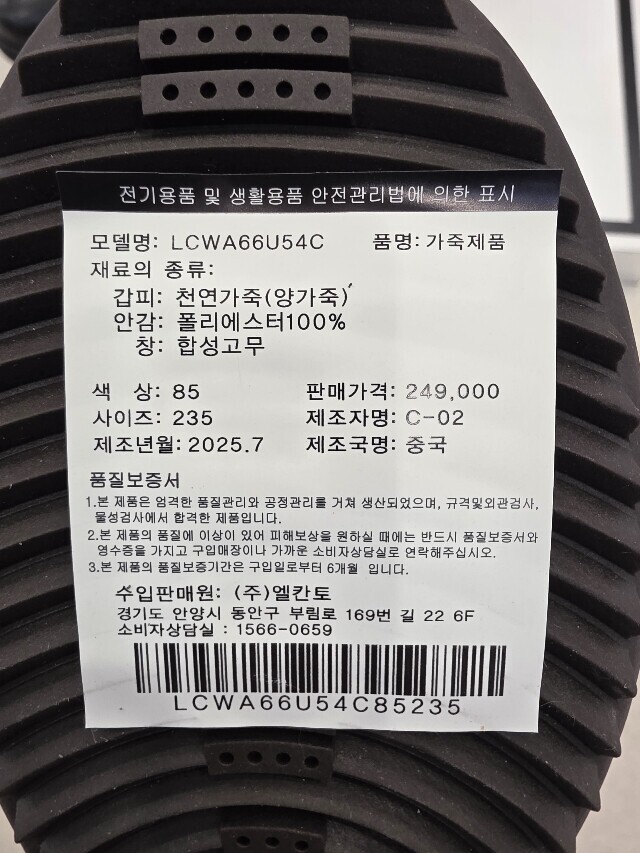 전기용품 및 생활용품 안전관리법에 의한 표시
모델명: LCWA66U54C 품명: 가죽제품
재료의 종류:
갑피: 천연가죽(양가죽)
안감: 폴리에스터100%
창: 합성고무
색 상: 85 판매가격: 249,000
사이즈: 235 제조자명: C-02
제조년월: 2025.7 제조국명: 중국
품질보증서
1.본 제품은 엄격한 품질관리와 공정관리를 거쳐 생산되었으며, 규격및외관검사,
물성검사에서 합격한 제품입니다.
2.본 제품의 품질에 이상이 있어 피해보상을 원하실 때에는 반드시 품질보증서와
영수증을 가지고 구입매장이나 가까운 소비자상담실로 연락해주십시오.
3.본 제품의 품질보증기간은 구입일로부터 6개월 입니다.
수입판매원: (주)엘칸토
경기도 안양시 동안구 부림로 169번 길 22 6F
소비자상담실 : 1566-0659
LCWA66U54C85235